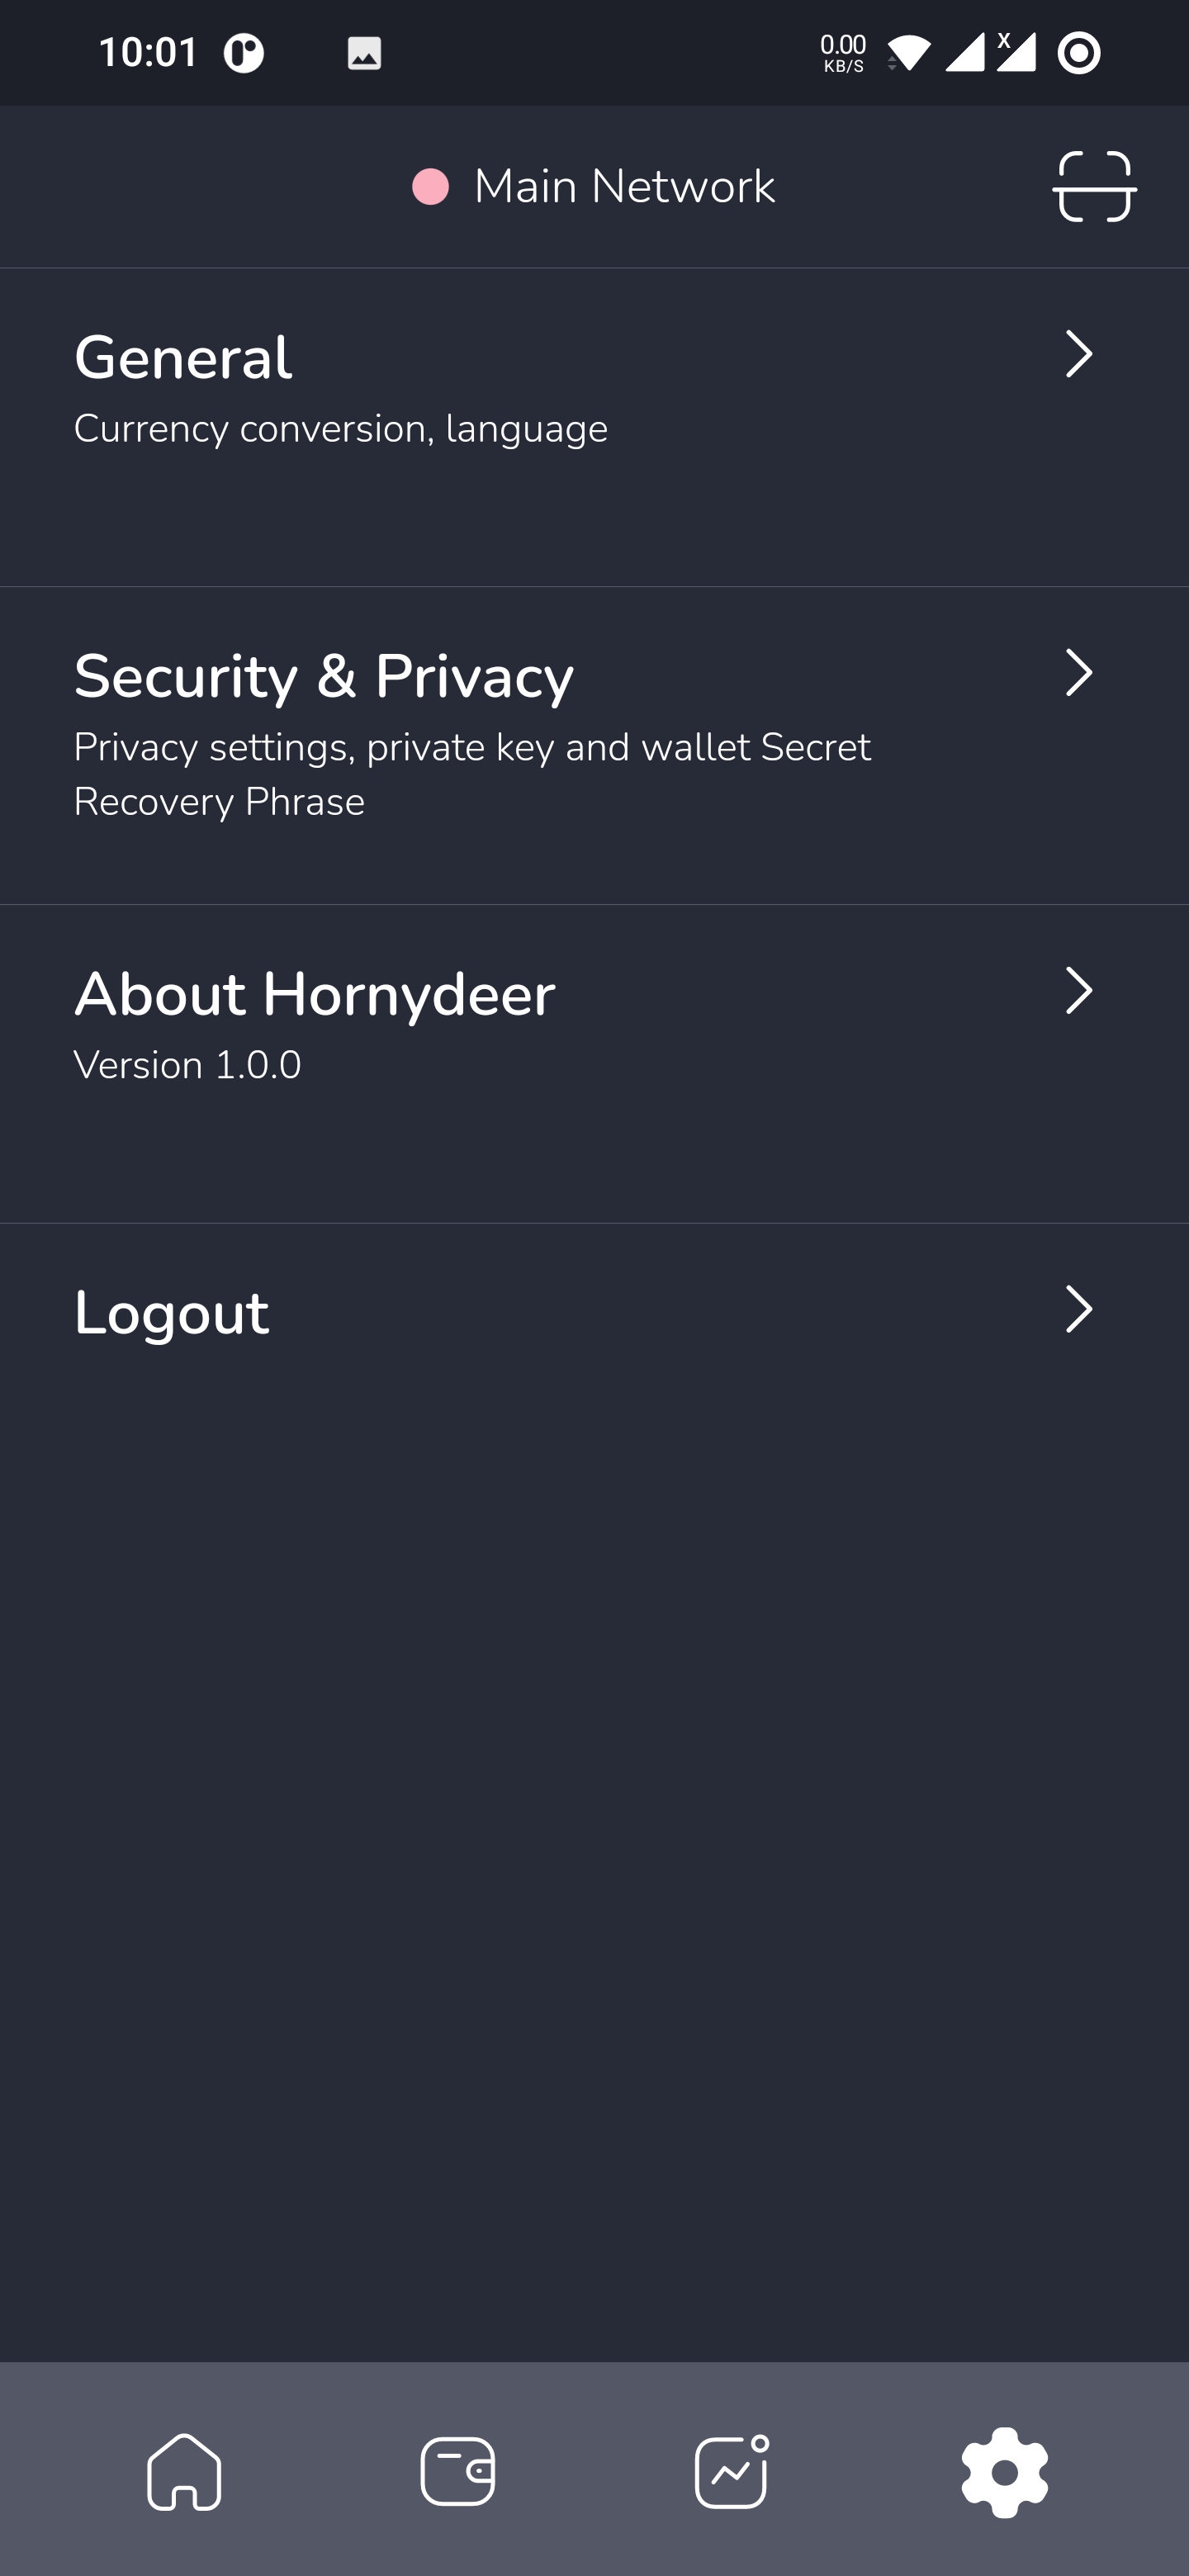 10:01
0.00
KB/S
X
Main Network
General
Currency conversion, language
Security & Privacy
Privacy settings, private key and wallet Secret
Recovery Phrase
About Hornydeer
Version 1.0.0
Logout